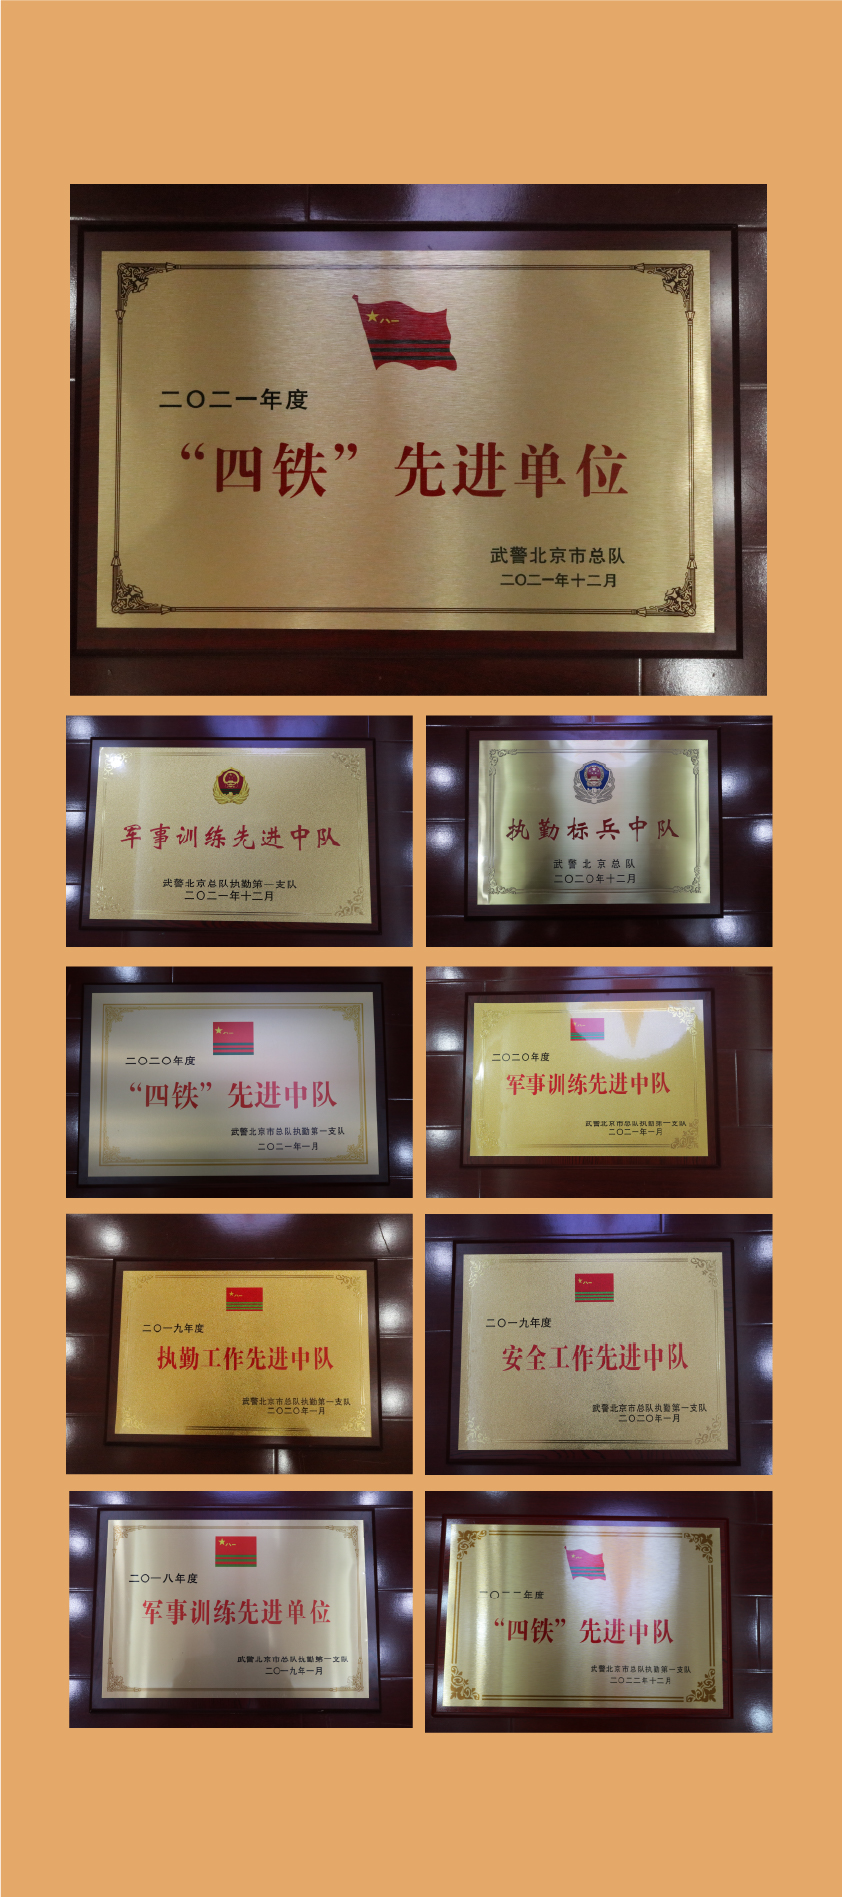 八一
二〇二一年度
“四铁”先进单位
武警北京市总队
二〇二一年十二月
军事训练先进中队
武警北京总队执勤第一支队
二〇二一年十二月
执勤标兵中队
武警北京总队
二〇二〇年十二月
二〇二〇年度
“四铁”先进中队
武警北京市总队执勤第一支队
二〇二一年一月
二〇二〇年度
军事训练先进中队
武警北京市总队执勤第一支队
二〇二一年一月
二〇一九年度
执勤工作先进中队
武警北京市总队执勤第一支队
二〇二〇年一月
八一
二〇一九年度
安全工作先进中队
武警北京市总队执勤第一支队
二〇二〇年一月
八一
二〇一八年度
军事训练先进单位
武警北京市总队执勤第一支队
二〇一九年一月
二〇二二年度
“四铁”先进中队
武警北京市总队执勤第一支队
二〇二二年十二月